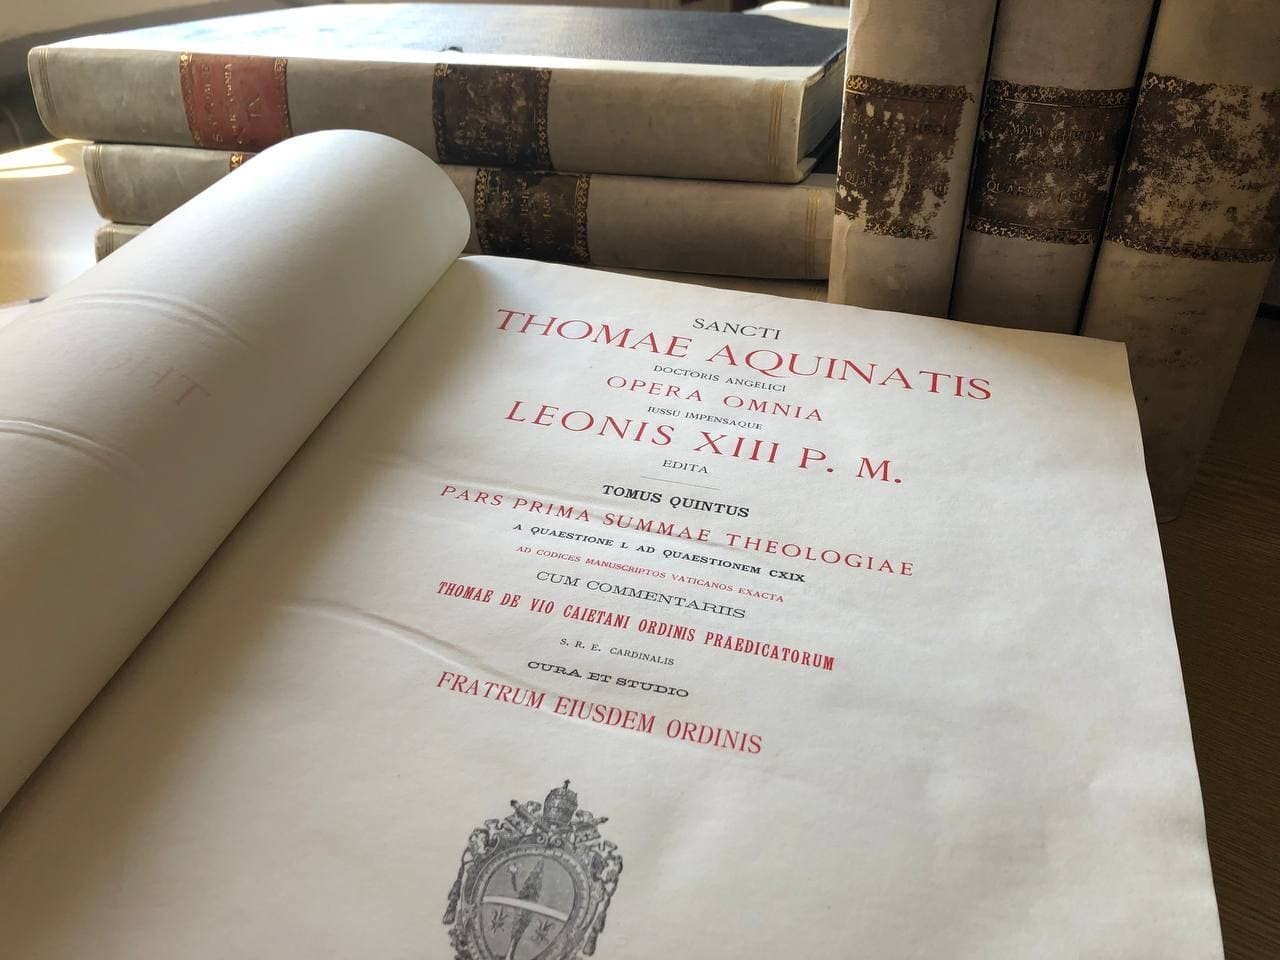 SANCTI
THOMAE AQUINATIS
DOCTORIS ANGELICI
OPERA OMNIA
IUSSU IMPENSAQUE
LEONIS XIII P. M.
EDITA
TOMUS QUINTUS
PARS PRIMA SUMMAE THEOLOGIAE
A QUAESTIONE L AD QUAESTIONEM CXIX
AD CODICES MANUSCRIPTOS VATICANOS EXACTA
CUM COMMENTARIIS
THOMAE DE VIO CAIETANI ORDINIS PRAEDICATORUM
S. R. E. CARDINALIS
CURA ET STUDIO
FRATRUM EIUSDEM ORDINIS